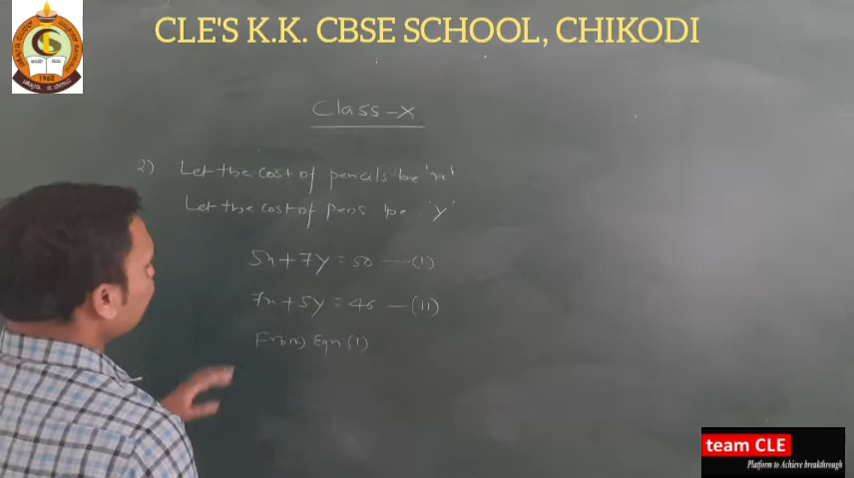 CLE'S K.K. CBSE SCHOOL, CHIKODI
1962
Class-X
2) Let the cost of pencils be 'x'
Let the cost of pens be 'y'
5x+7y=50 —(I)
7x+5y=46 —(II)
From Eqn (I)
team CLE
Platform to Achieve breakthrough